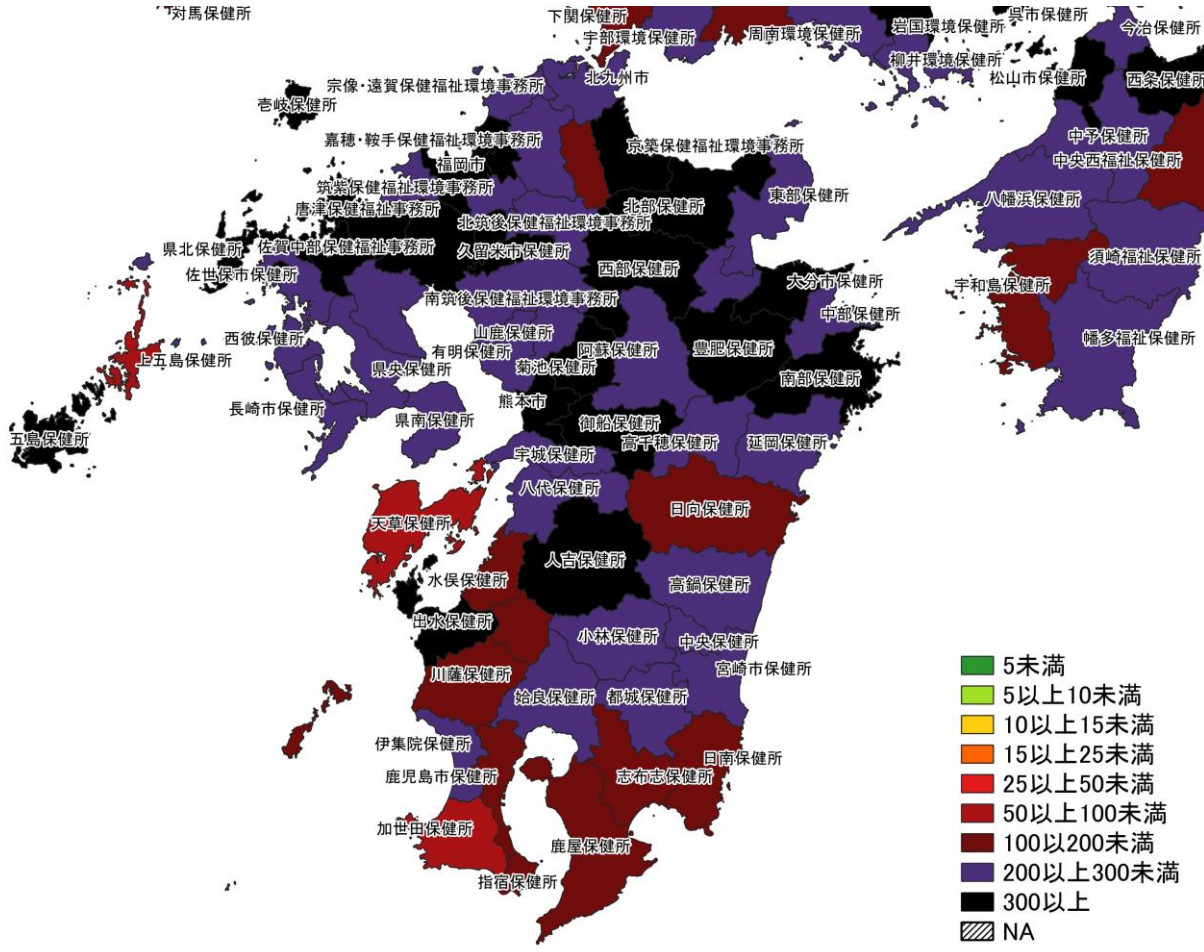 対馬保健所
下関保健所
宇部環境保健所
周南環境保健所
岩国環境保健所
呉市保健所
今治保健所
柳井環境保健所
松山市保健所
西条保健所
北九州市
宗像・遠賀保健福祉環境事務所
壱岐保健所
嘉穂・鞍手保健福祉環境事務所
京築保健福祉環境事務所
福岡市
中予保健所
中央西福祉保健所
筑紫保健福祉環境事務所
東部保健所
八幡浜保健所
唐津保健福祉事務所
北部保健所
北筑後保健福祉環境事務所
県北保健所
佐賀中部保健福祉事務所
久留米市保健所
佐世保市保健所
西部保健所
須崎福祉保健所
大分市保健所
宇和島保健所
南筑後保健福祉環境事務所
中部保健所
西彼保健所
山鹿保健所
有明保健所
阿蘇保健所
豊肥保健所
幡多福祉保健所
上五島保健所
県央保健所
菊池保健所
南部保健所
長崎市保健所
県南保健所
熊本市
御船保健所
五島保健所
高千穂保健所
延岡保健所
宇城保健所
八代保健所
日向保健所
天草保健所
人吉保健所
水俣保健所
高鍋保健所
出水保健所
小林保健所
中央保健所
宮崎市保健所
川薩保健所
姶良保健所
都城保健所
伊集院保健所
鹿児島市保健所
志布志保健所
日南保健所
加世田保健所
鹿屋保健所
指宿保健所
5未満
5以上10未満
10以上15未満
15以上25未満
25以上50未満
50以上100未満
100以200未満
200以上300未満
300以上
NA